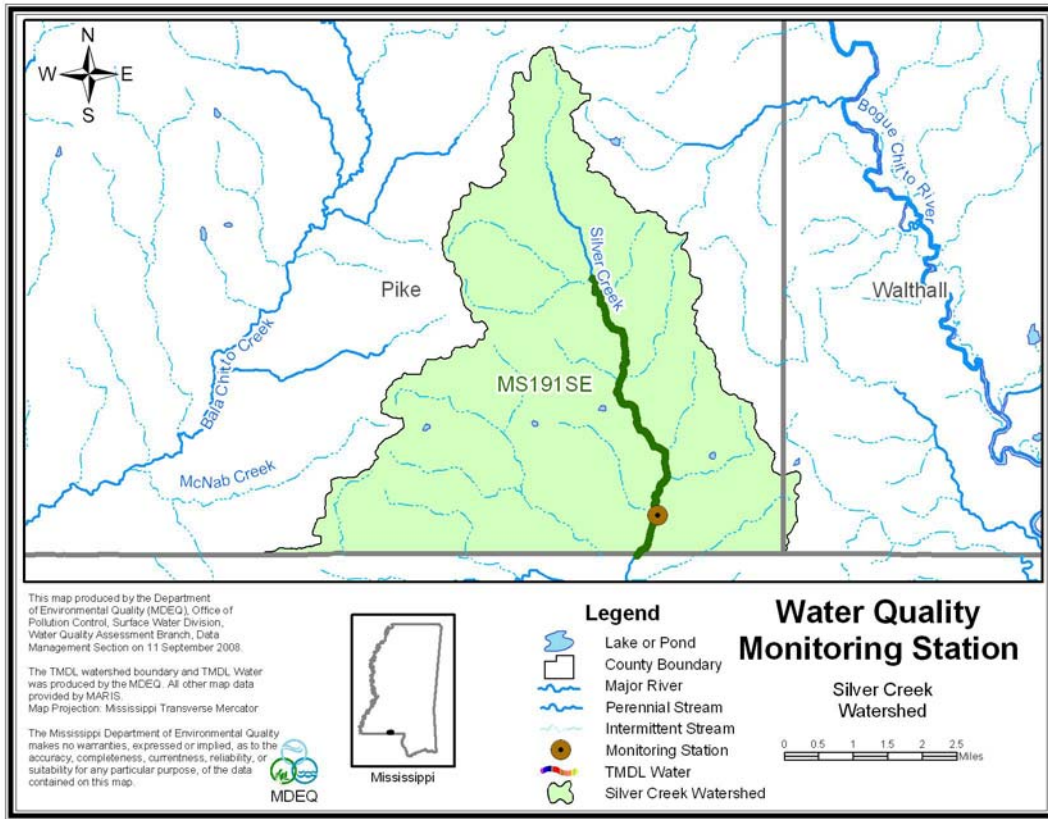 N
W E
S
Bogue Chitto River
Silver Creek
Pike
Walthall
Bala Chitto Creek
MS191SE
McNab Creek
This map produced by the Department
of Environmental Quality (MDEQ), Office of
Pollution Control, Surface Water Division,
Water Quality Assessment Branch, Data
Management Section on 11 September 2008.
The TMDL watershed boundary and TMDL Water
was produced by the MDEQ. All other map data
provided by MARIS.
Map Projection: Mississippi Transverse Mercator
The Mississippi Department of Environmental Quality
makes no warranties, expressed or implied, as to the
accuracy, completeness, currentness, reliability, or
suitability for any particular purpose, of the data
contained on this map.
MDEQ
Mississippi
Legend
Lake or Pond
County Boundary
Major River
Perennial Stream
Intermittent Stream
Monitoring Station
TMDL Water
Silver Creek Watershed
Water Quality
Monitoring Station
Silver Creek
Watershed
0 0.5 1 1.5 2 2.5
Miles